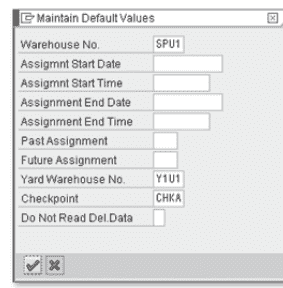 Maintain Default Values
Warehouse No. SPU1
Assigmnt Start Date
Assigmnt Start Time
Assignment End Date
Assignment End Time
Past Assignment
Future Assignment
Yard Warehouse No. Y1U1
Checkpoint CHKA
Do Not Read Del.Data